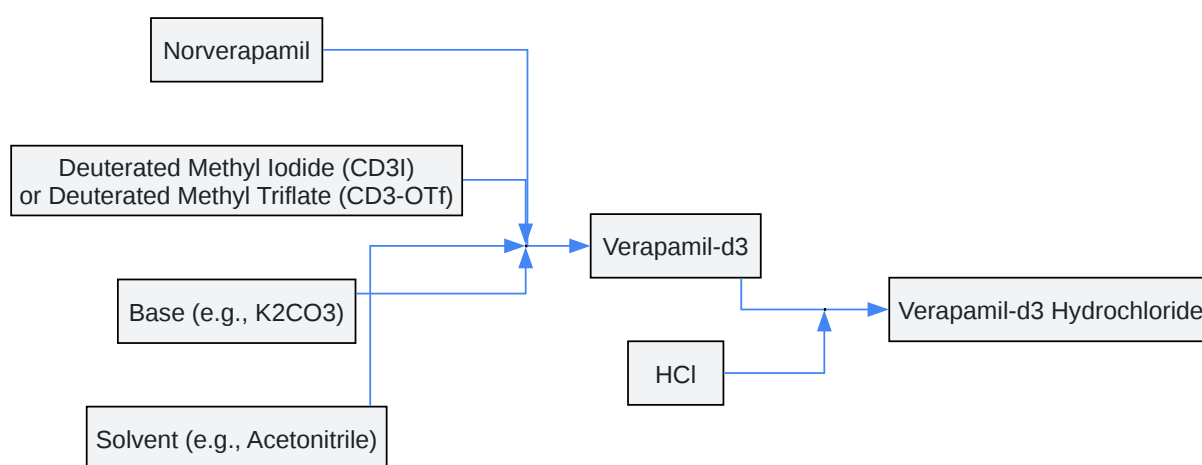 Norverapamil
Deuterated Methyl Iodide (CD3I)
or Deuterated Methyl Triflate (CD3-OTf)
Verapamil-d3
Base (e.g., K2CO3)
Verapamil-d3 Hydrochloride
HCl
Solvent (e.g., Acetonitrile)